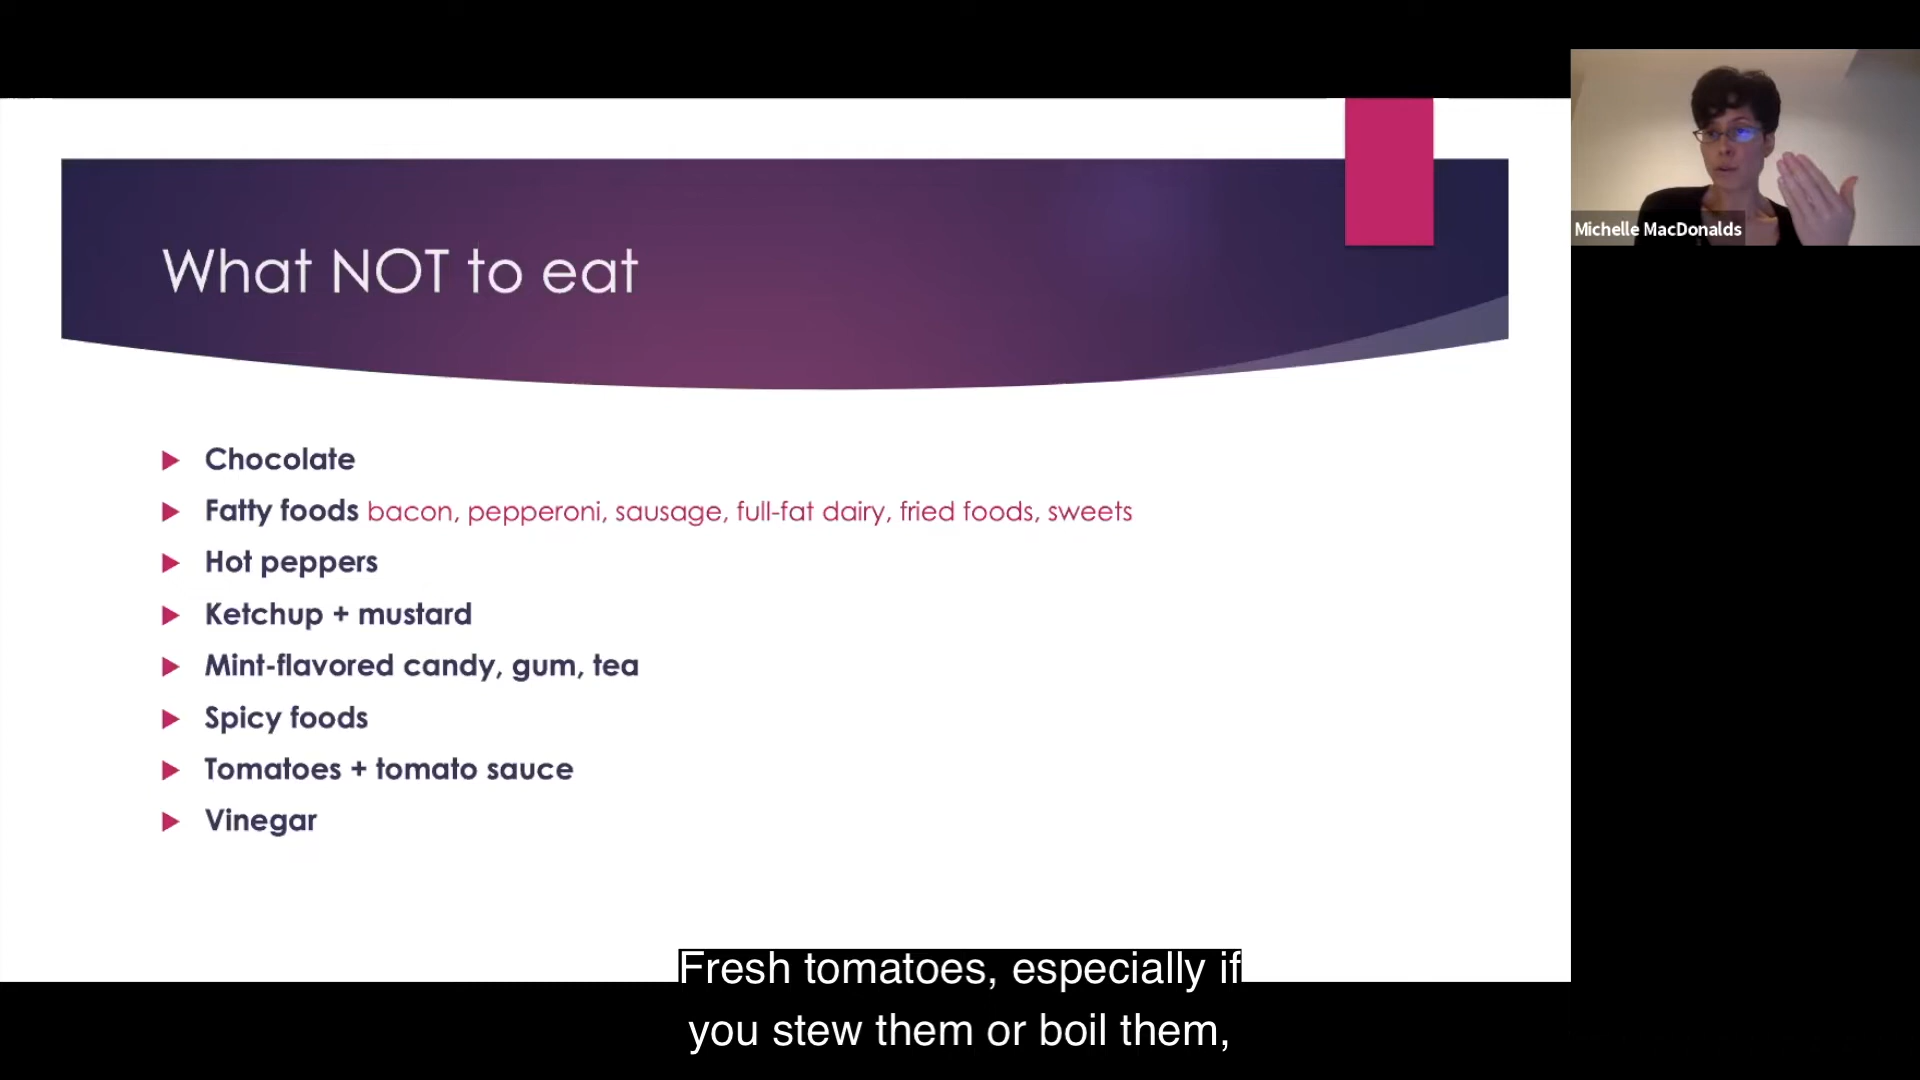 What NOT to eat
Michelle MacDonalds
Chocolate
Fatty foods bacon, pepperoni, sausage, full-fat dairy, fried foods, sweets
Hot peppers
Ketchup + mustard
Mint-flavored candy, gum, tea
Spicy foods
Tomatoes + tomato sauce
Vinegar
Fresh tomatoes, especially if
you stew them or boil them,